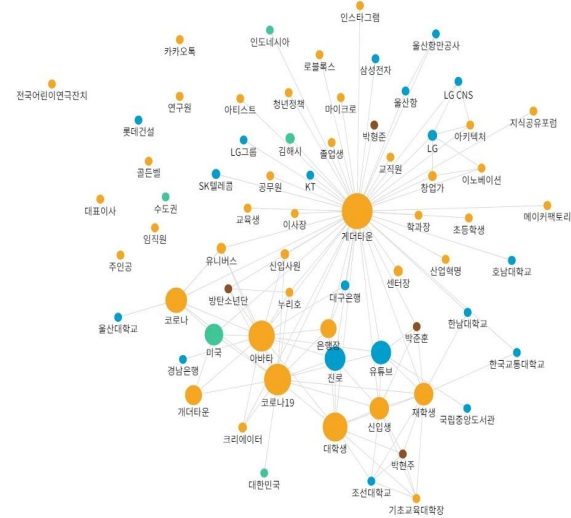 인스타그램
인도네시아
울산항만공사
카카오톡
로블록스
삼성전자
전국어린이연극잔치
연구원
아티스트
청년정책
마이크로
울산항
LG CNS
롯데건설
지식공유포럼
박형준
아키텍처
LG그룹
김해시
졸업생
LG
골든벨
교직원
SK텔레콤
공무원
KT
창업가
이노베이션
대표이사
수도권
교육생
이사장
게더타운
학과장
초등학생
메이커팩토리
임직원
주인공
유니버스
신입사원
센터장
산업혁명
호남대학교
방탄소년단
누리호
대구은행
코로나
울산대학교
미국
아바타
은행장
박준훈
한남대학교
경남은행
진로
유튜브
한국교통대학교
개더타운
코로나19
재학생
국립중앙도서관
크리에이터
대학생
신입생
박현주
대한민국
조선대학교
기초교육대학장